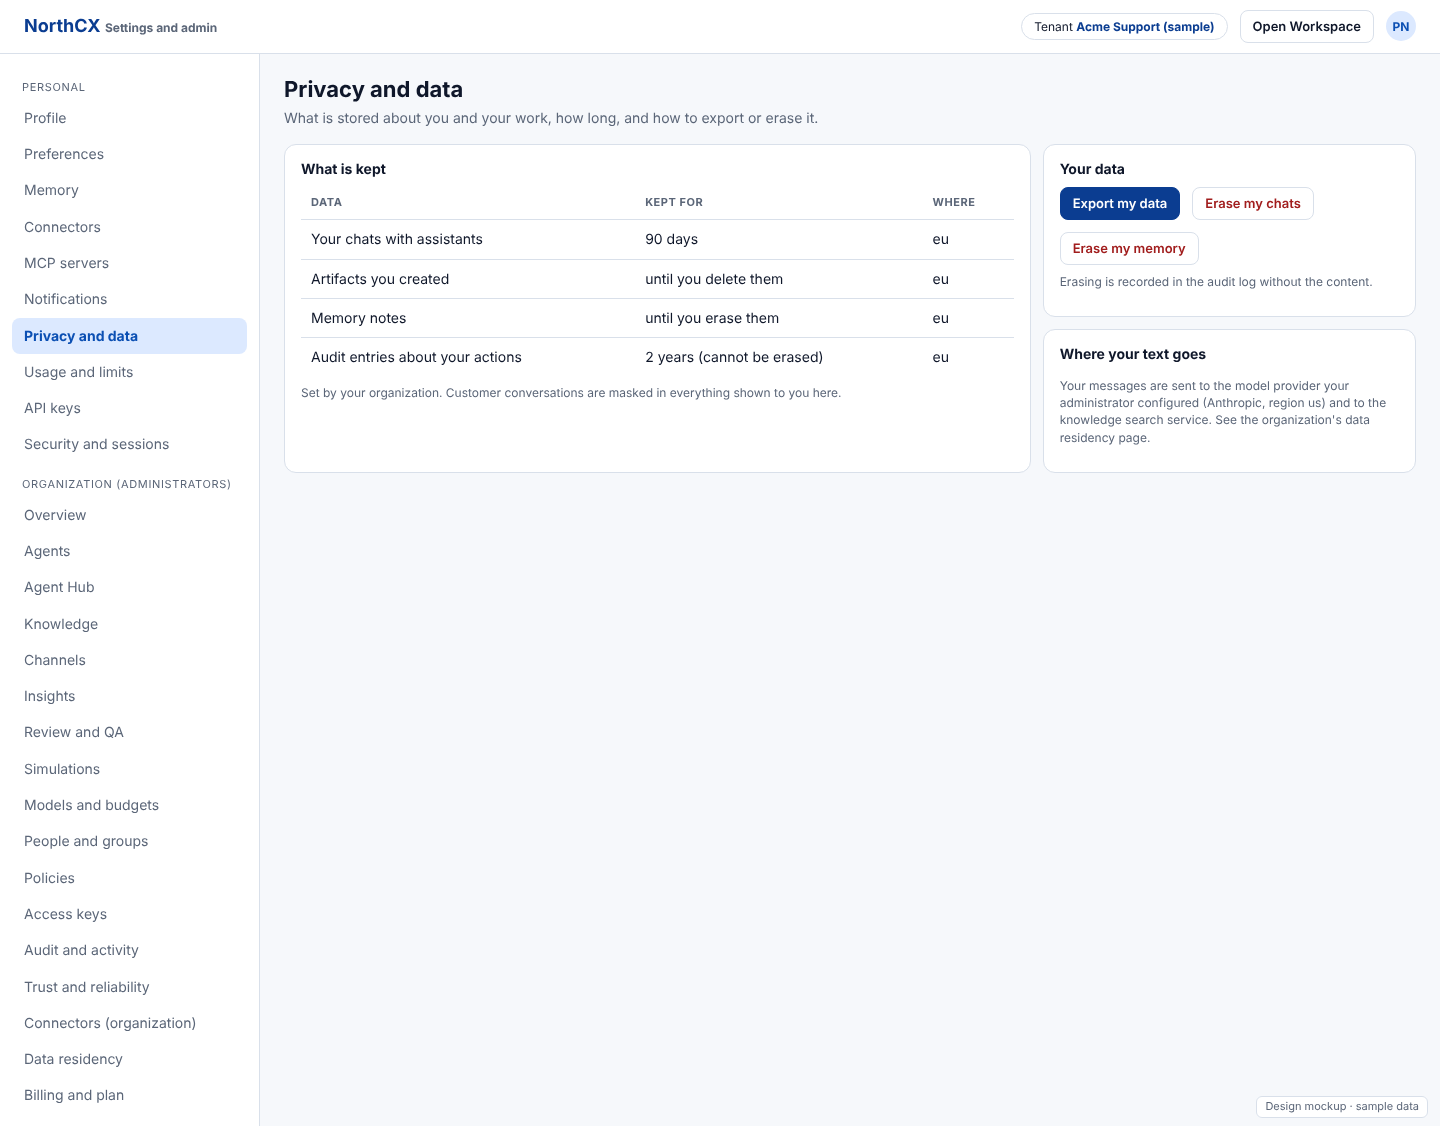 NorthCX Settings and admin
Tenant Acme Support (sample)
Open Workspace
PN
PERSONAL
Profile
Preferences
Memory
Connectors
MCP servers
Notifications
Privacy and data
Usage and limits
API keys
Security and sessions
ORGANIZATION (ADMINISTRATORS)
Overview
Agents
Agent Hub
Knowledge
Channels
Insights
Review and QA
Simulations
Models and budgets
People and groups
Policies
Access keys
Audit and activity
Trust and reliability
Connectors (organization)
Data residency
Billing and plan
Privacy and data
What is stored about you and your work, how long, and how to export or erase it.
What is kept
DATA KEPT FOR WHERE
Your chats with assistants 90 days eu
Artifacts you created until you delete them eu
Memory notes until you erase them eu
Audit entries about your actions 2 years (cannot be erased) eu
Set by your organization. Customer conversations are masked in everything shown to you here.
Your data
Export my data Erase my chats
Erase my memory
Erasing is recorded in the audit log without the content.
Where your text goes
Your messages are sent to the model provider your
administrator configured (Anthropic, region us) and to the
knowledge search service. See the organization's data
residency page.
Design mockup · sample data